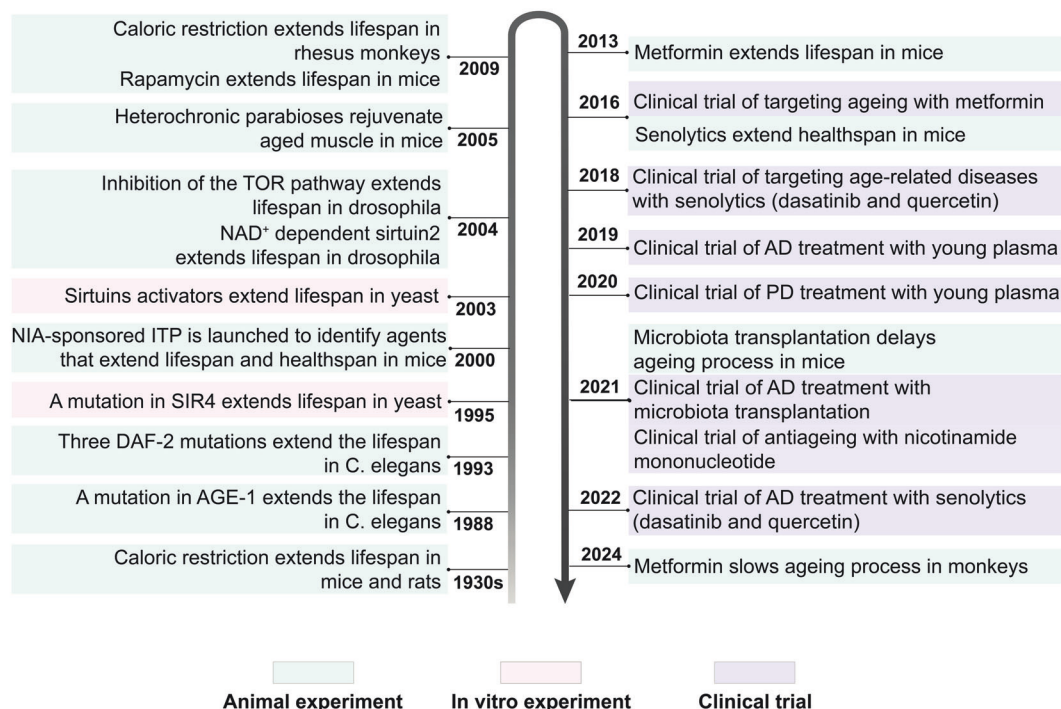 Caloric restriction extends lifespan in
rhesus monkeys
Rapamycin extends lifespan in mice
2009
Heterochronic parabioses rejuvenate
aged muscle in mice
2005
Inhibition of the TOR pathway extends
lifespan in drosophila
NAD⁺ dependent sirtuin2
extends lifespan in drosophila
2004
Sirtuins activators extend lifespan in yeast
2003
NIA-sponsored ITP is launched to identify agents
that extend lifespan and healthspan in mice
2000
A mutation in SIR4 extends lifespan in yeast
1995
Three DAF-2 mutations extend the lifespan
in C. elegans
1993
A mutation in AGE-1 extends the lifespan
in C. elegans
1988
Caloric restriction extends lifespan in
mice and rats
1930s
2013
Metformin extends lifespan in mice
2016
Clinical trial of targeting ageing with metformin
Senolytics extend healthspan in mice
2018
Clinical trial of targeting age-related diseases
with senolytics (dasatinib and quercetin)
2019
Clinical trial of AD treatment with young plasma
2020
Clinical trial of PD treatment with young plasma
Microbiota transplantation delays
ageing process in mice
2021
Clinical trial of AD treatment with
microbiota transplantation
Clinical trial of antiageing with nicotinamide
mononucleotide
2022
Clinical trial of AD treatment with senolytics
(dasatinib and quercetin)
2024
Metformin slows ageing process in monkeys
Animal experiment
In vitro experiment
Clinical trial